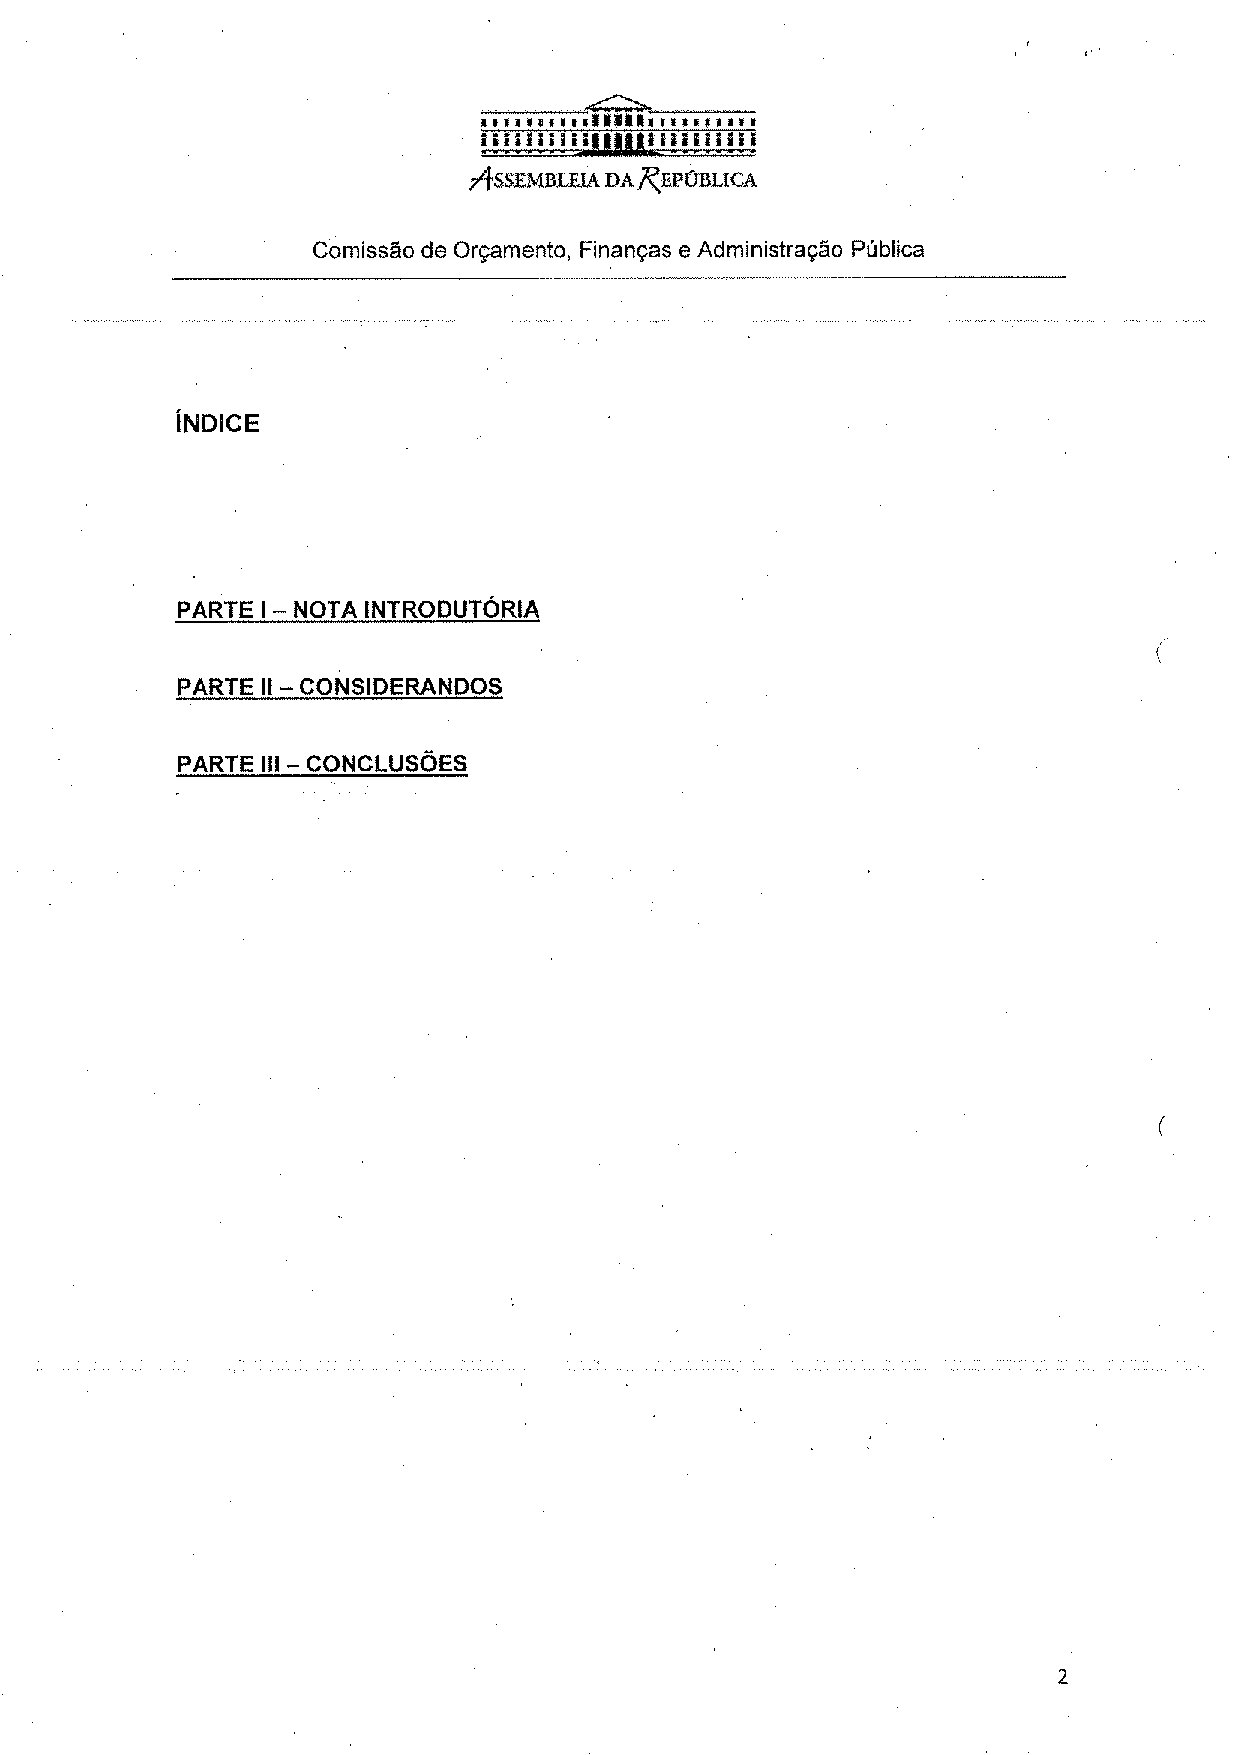 ASSEMBLEIA DA REPÚBLICA
Comissão de Orçamento, Finanças e Administração Pública
ÍNDICE
PARTE I – NOTA INTRODUTÓRIA
PARTE II – CONSIDERANDOS
PARTE III – CONCLUSÕES
2